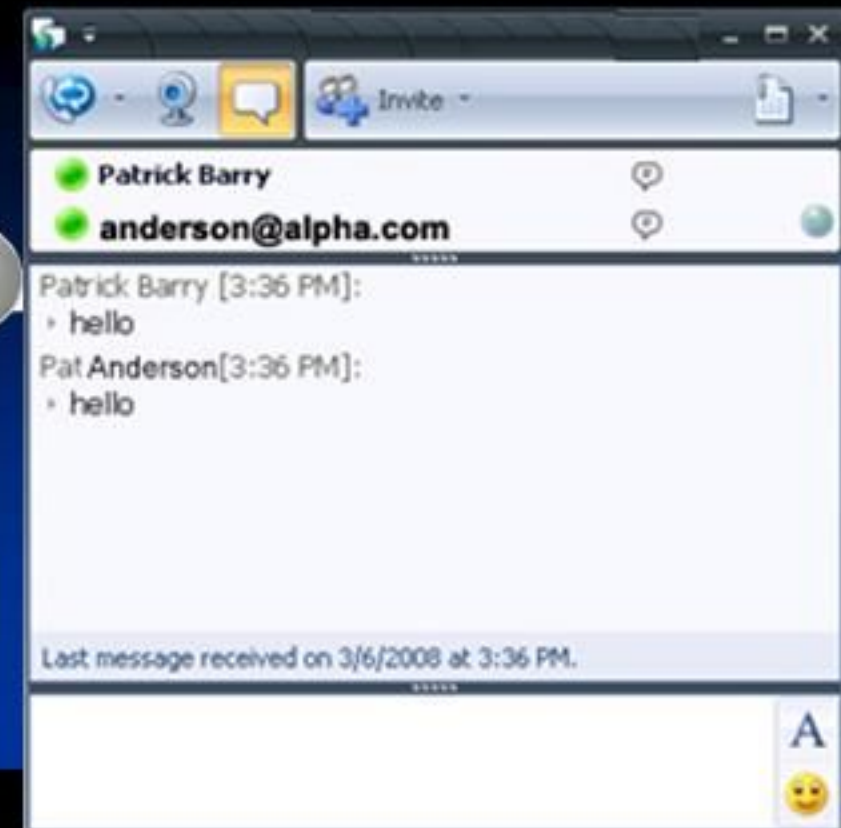 Invite
Patrick Barry
anderson@alpha.com
Patrick Barry [3:36 PM]:
hello
Pat Anderson[3:36 PM]:
hello
Last message received on 3/6/2008 at 3:36 PM.
A